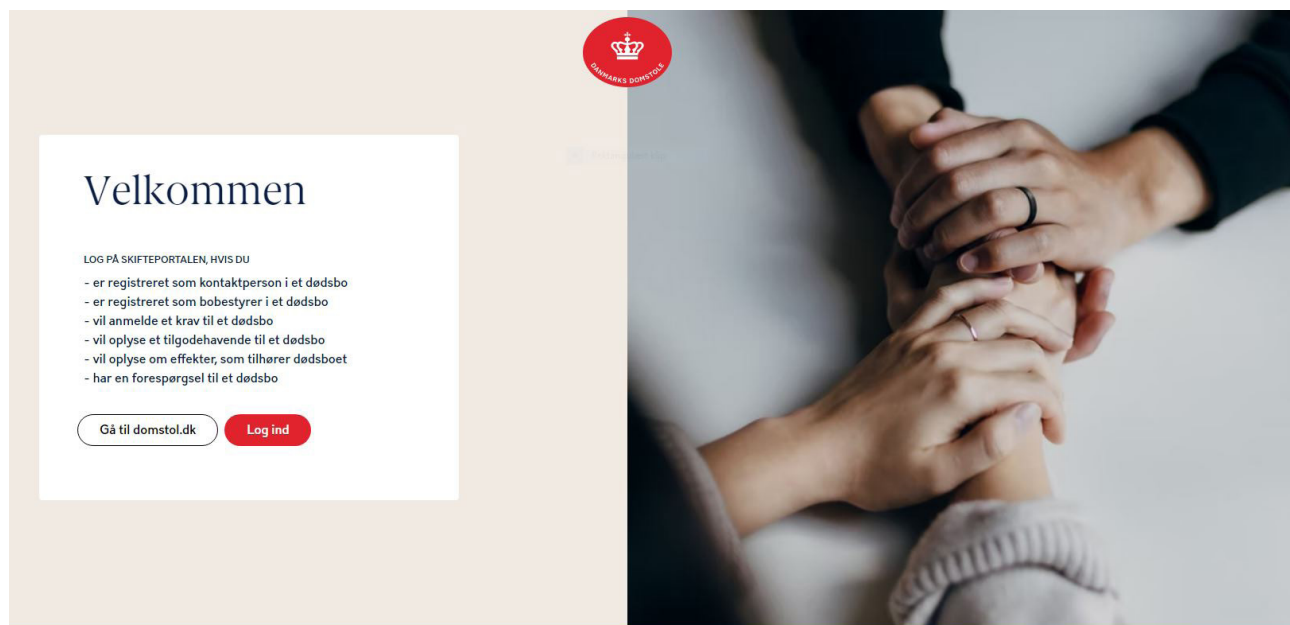 DANMARKS DOMSTOLE
Velkommen
LOG PÅ SKIFTEPORTALEN, HVIS DU
- er registreret som kontaktperson i et dødsbo
- er registreret som bobestyrer i et dødsbo
- vil anmelde et krav til et dødsbo
- vil oplyse et tilgodehavende til et dødsbo
- vil oplyse om effekter, som tilhører dødsboet
- har en forespørgsel til et dødsbo
Gå til domstol.dk
Log ind